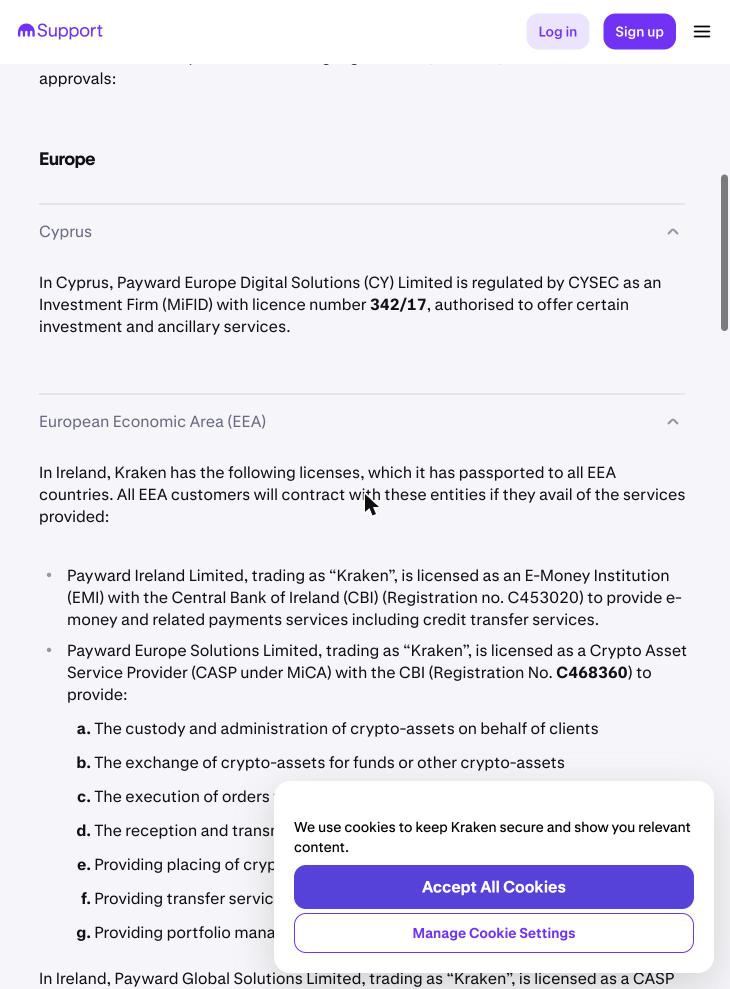 Support
Log in
Sign up
approvals:
Europe
Cyprus
In Cyprus, Payward Europe Digital Solutions (CY) Limited is regulated by CYSEC as an
Investment Firm (MiFID) with licence number 342/17, authorised to offer certain
investment and ancillary services.
European Economic Area (EEA)
In Ireland, Kraken has the following licenses, which it has passported to all EEA
countries. All EEA customers will contract with these entities if they avail of the services
provided:
• Payward Ireland Limited, trading as “Kraken”, is licensed as an E-Money Institution
(EMI) with the Central Bank of Ireland (CBI) (Registration no. C453020) to provide e-
money and related payments services including credit transfer services.
• Payward Europe Solutions Limited, trading as “Kraken”, is licensed as a Crypto Asset
Service Provider (CASP under MiCA) with the CBI (Registration No. C468360) to
provide:
a. The custody and administration of crypto-assets on behalf of clients
b. The exchange of crypto-assets for funds or other crypto-assets
c. The execution of orders
d. The reception and
e. Providing placing of
f. Providing transfer
g. Providing portfolio
We use cookies to keep Kraken secure and show you relevant
content.
Accept All Cookies
Manage Cookie Settings
In Ireland, Payward Global Solutions Limited, trading as “Kraken”, is licensed as a CASP